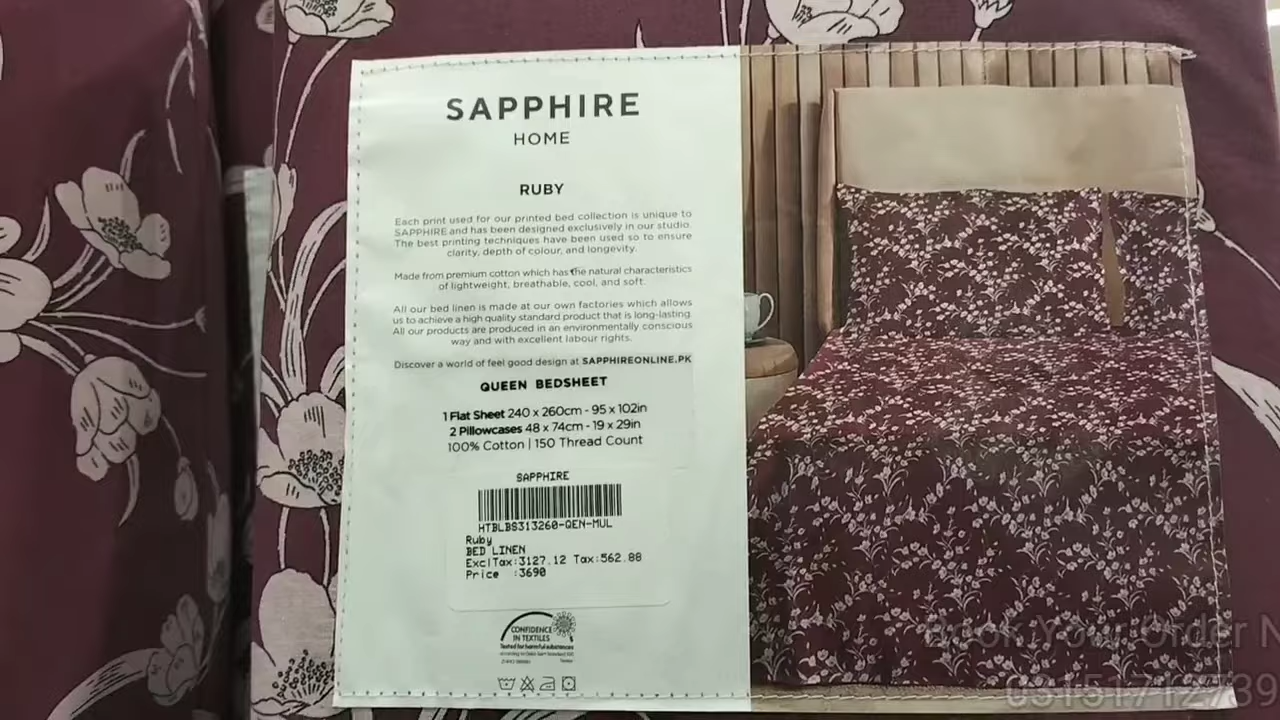 SAPPHIRE
HOME
RUBY
Each print used for our printed bed collection is unique to
SAPPHIRE and has been designed exclusively in our studio.
The best printing techniques have been used so to ensure
clarity, depth of colour, and longevity.
Made from premium cotton which has the natural characteristics
of lightweight, breathable, cool, and soft.
All our bed linen is made at our own factories which allows
us to achieve a high quality standard product that is long-lasting.
All our products are produced in an environmentally conscious
way and with excellent labour rights.
Discover a world of feel good design at SAPPHIREONLINE.PK
QUEEN BEDSHEET
1 Flat Sheet 240 x 260cm - 95 x 102in
2 Pillowcases 48 x 74cm - 19 x 29in
100% Cotton | 150 Thread Count
SAPPHIRE
HTBLBS313260-QEN-MUL
Ruby
BED LINEN
ExclTax:3127.12 Tax:562.88
Price :3690
CONFIDENCE
IN TEXTILES
Tested for harmful substances
Your Order N
03151712739